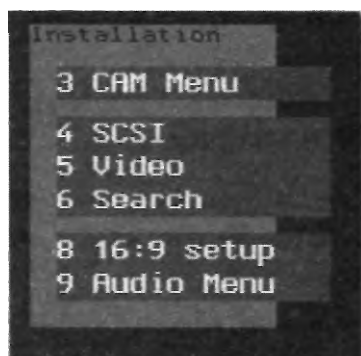 Installation
3 CAM Menu
4 SCSI
5 Video
6 Search
8 16:9 setup
9 Audio Menu